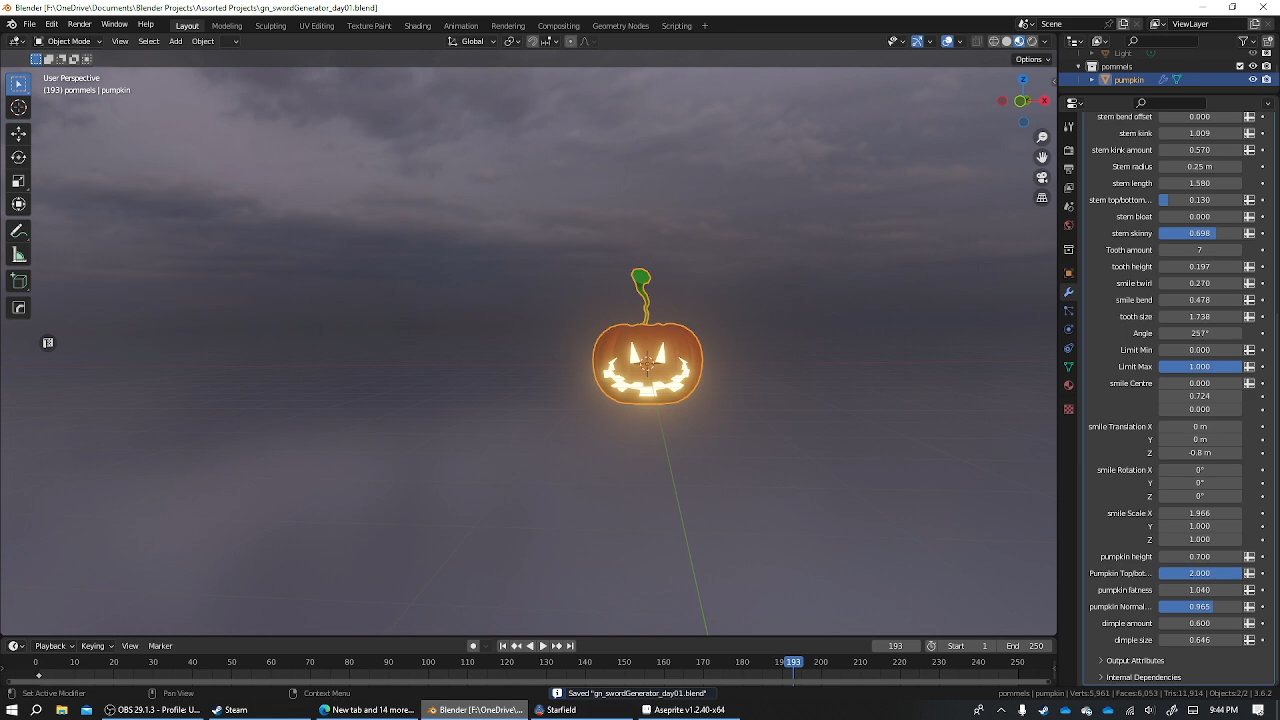 Blender [F:\OneDrive\Documents\Blender Projects\Assorted Projects\gn_swordGenerator_day01.blend]
File Edit Render Window Help Layout Modeling Sculpting UV Editing Texture Paint Shading Animation Rendering Compositing Geometry Nodes Scripting + Scene ViewLayer
Object Mode View Select Add Object Global
Options
User Perspective
(193) pommels | pumpkin
Z
X
Light
pommels
pumpkin
stem bend offset 0.000
stem kink 1.009
stem kink amount 0.570
Stem radius 0.25 m
stem length 1.580
stem top/bottom... 0.130
stem bloat 0.000
stem skinny 0.698
Tooth amount 7
tooth height 0.197
smile twirl 0.270
smile bend 0.478
tooth size 1.738
Angle 257°
Limit Min 0.000
Limit Max 1.000
smile Centre 0.000
0.724
0.000
smile Translation X 0 m
Y 0 m
Z -0.8 m
smile Rotation X 0°
Y 0°
Z 0°
smile Scale X 1.966
Y 1.000
Z 1.000
pumpkin height 0.700
Pumpkin Top/bot... 2.000
pumpkin fatness 1.040
pumpkin Normal... 0.965
dimple amount 0.600
dimple size 0.646
Output Attributes
Internal Dependencies
Playback Keying View Marker 193 Start 1 End 250
0 10 20 30 40 50 60 70 80 90 100 110 120 130 140 150 160 170 180 193 200 210 220 230 240 250
Set Active Modifier Pan View Context Menu Saved "gn_swordGenerator_day01.blend" pommels | pumpkin | Verts:5,961 | Faces:6,053 | Tris:11,914 | Objects:2/2 | 3.6.2
OBS 29.1.3 - Profile: U... Steam New tab and 14 more... Blender [F:\OneDrive\... Starfield Aseprite v1.2.40-x64 9:44 PM